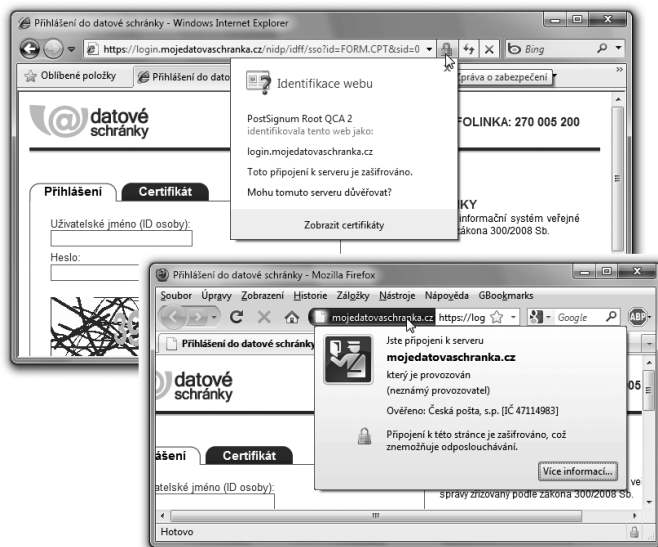 Přihlášení do datové schránky - Windows Internet Explorer
https://login.mojedatovaschranka.cz/nidp/idff/sso?id=FORM.CPT&sid=0
Bing
Oblíbené položky
Přihlášení do dato
Zpráva o zabezpečení
datové
schránky
FOLINKA: 270 005 200
Identifikace webu
PostSignum Root QCA 2
identifikovala tento web jako:
login.mojedatovaschranka.cz
Toto připojení k serveru je zašifrováno.
Mohu tomuto serveru důvěřovat?
Zobrazit certifikáty
Přihlášení
Certifikát
Uživatelské jméno (ID osoby):
Heslo:
KY
informační systém veřejné
zákona 300/2008 Sb.
Přihlášení do datové schránky - Mozilla Firefox
Soubor Úpravy Zobrazení Historie Záložky Nástroje Nápověda GBookmarks
mojedatovaschranka.cz https://log
Google
ABP
Přihlášení do datové schránky
datové
schránky
05
Jste připojeni k serveru
mojedatovaschranka.cz
který je provozován
(neznámý provozovatel)
Ověřeno: Česká pošta, s.p. [IČ 47114983]
Připojení k této stránce je zašifrováno, což
znemožňuje odposlouchávání.
Více informací...
ášení
Certifikát
atelské jméno (ID osoby):
ve
správy zřizovaný podle zákona 300/2008 Sb.
Hotovo